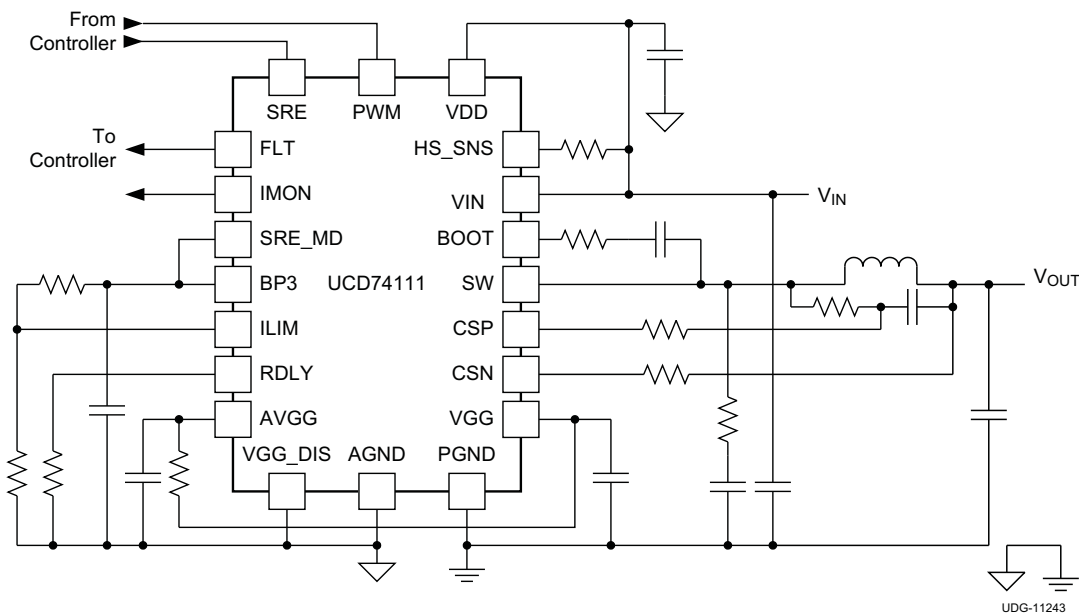 From
Controller
SRE
PWM
VDD
To
Controller
FLT
HS_SNS
IMON
VIN
V_IN
SRE_MD
BOOT
BP3
UCD74111
SW
V_OUT
ILIM
CSP
RDLY
CSN
AVGG
VGG
VGG_DIS
AGND
PGND
UDG-11243